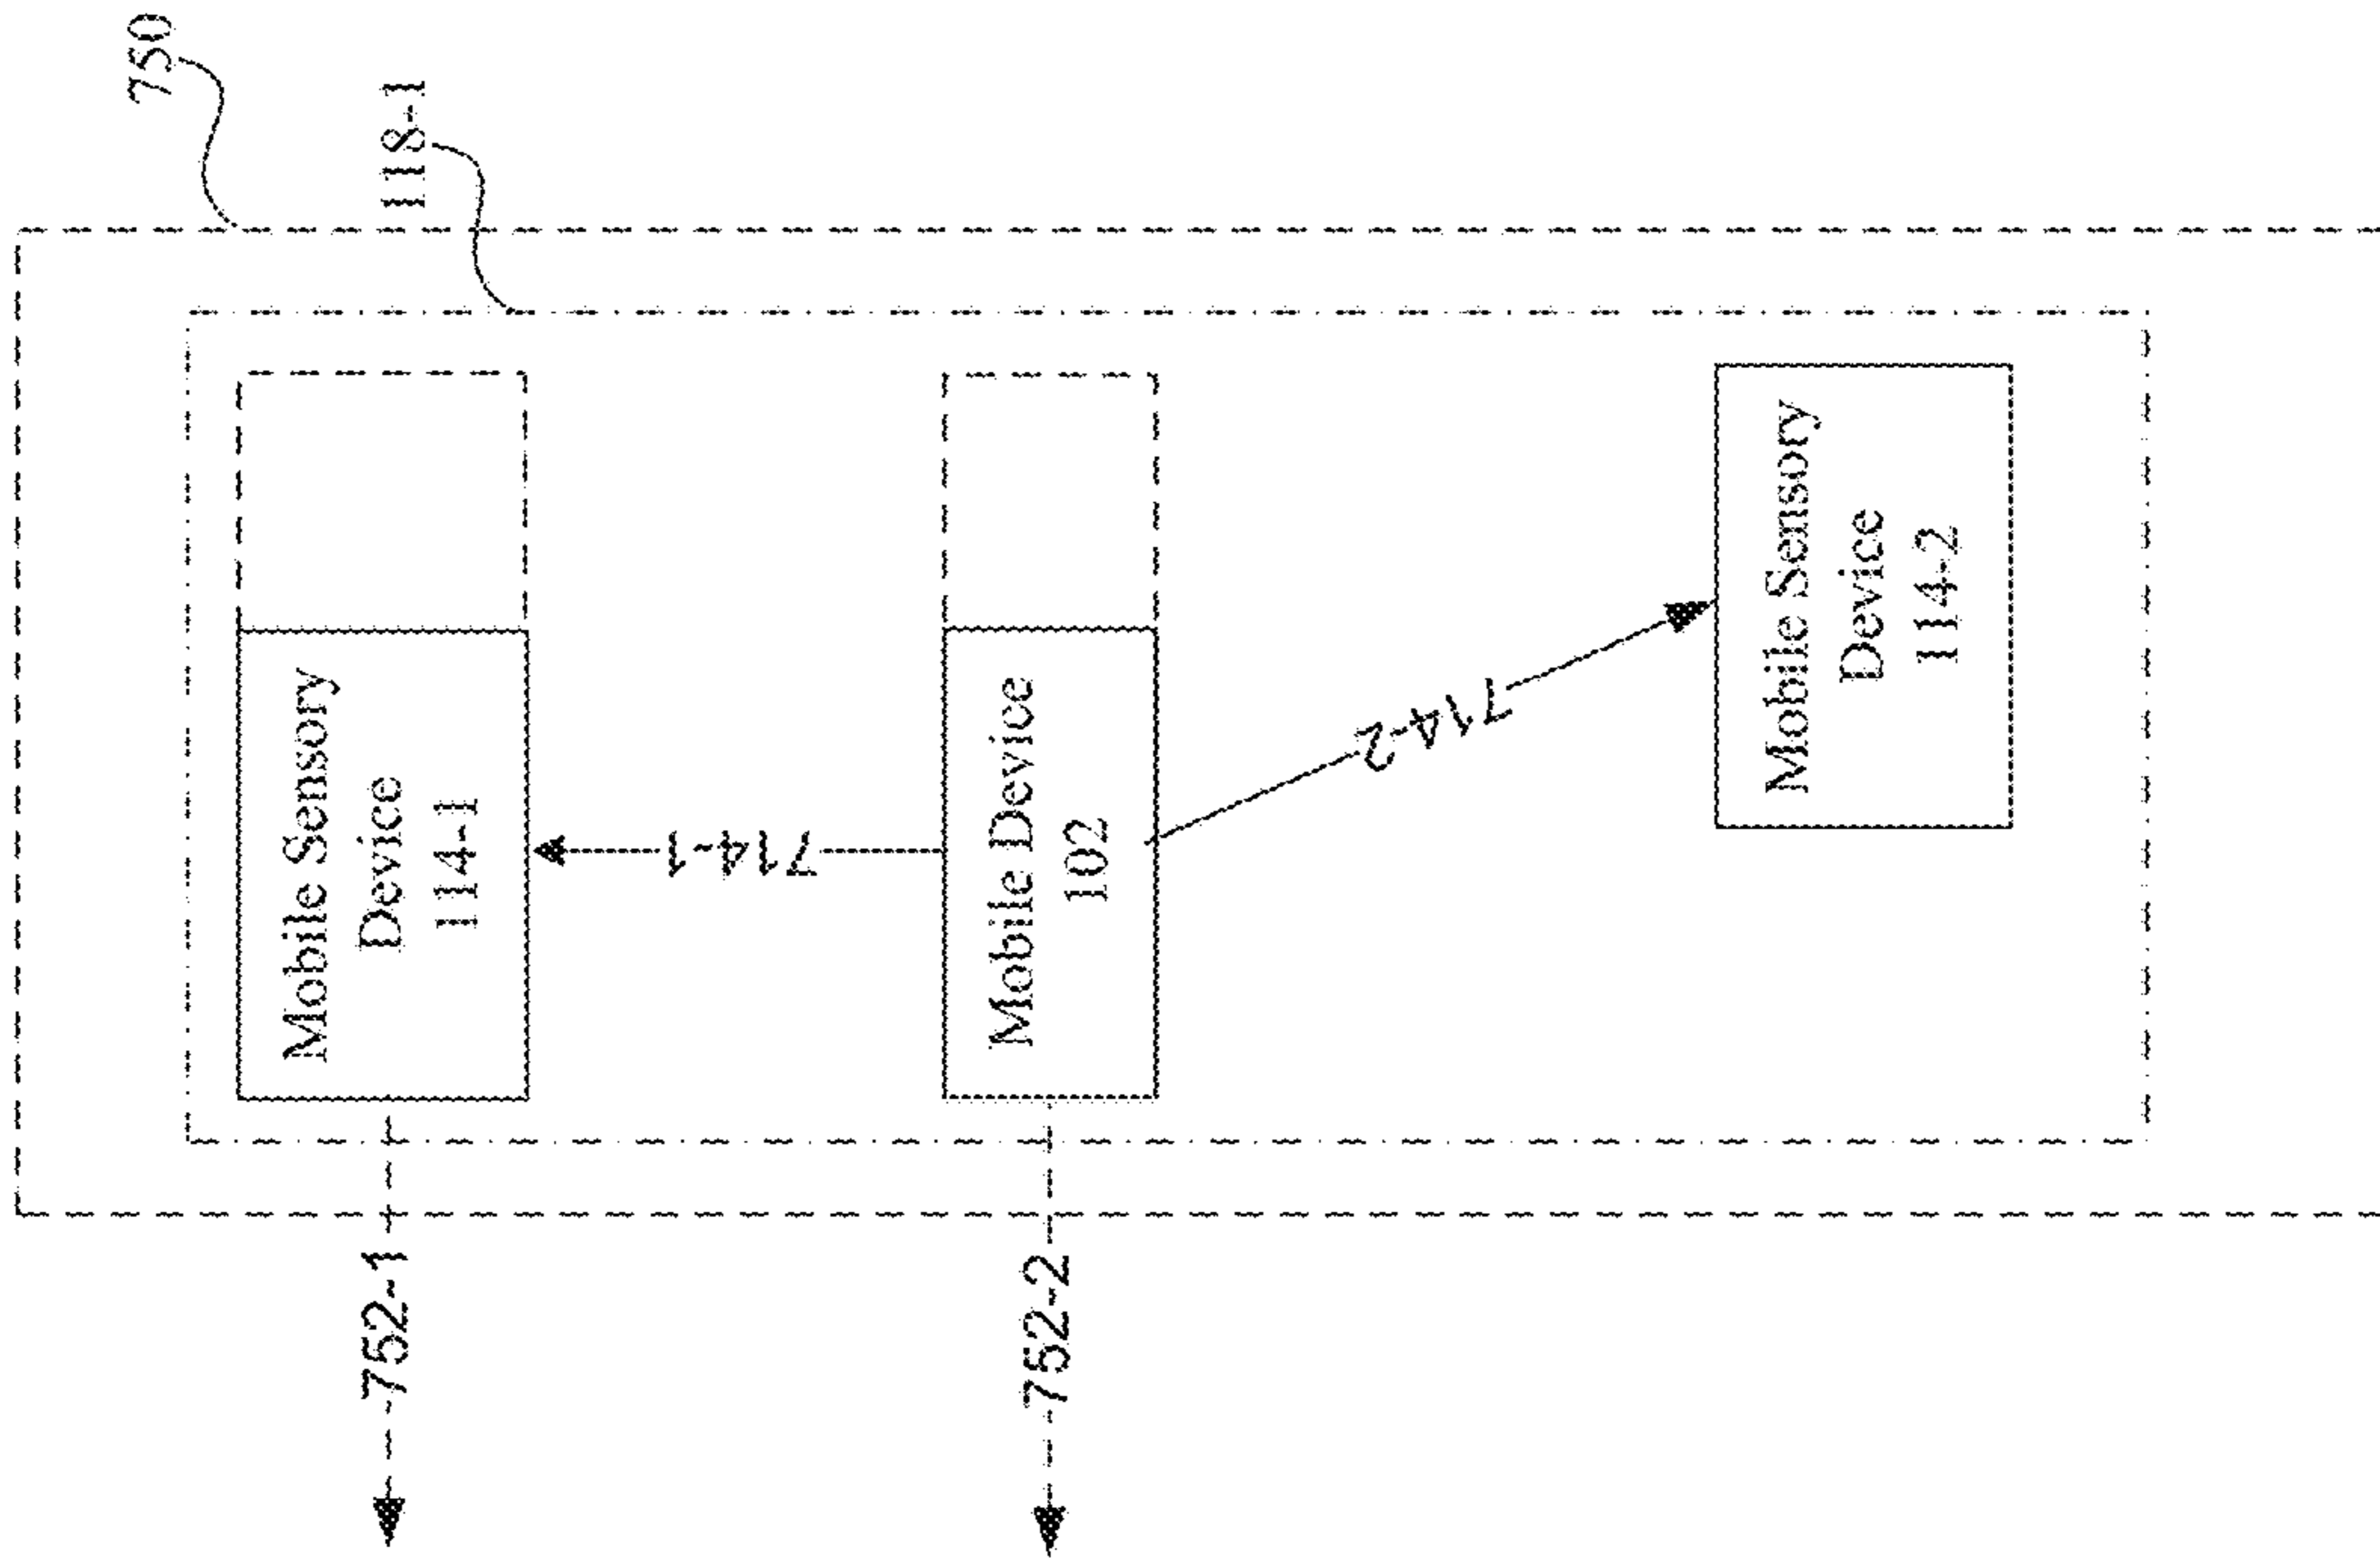 750
118-1
Mobile Sensory
Device
114-1
714-1
Mobile Device
102
714-2
Mobile Sensory
Device
114-2
752-1
752-2